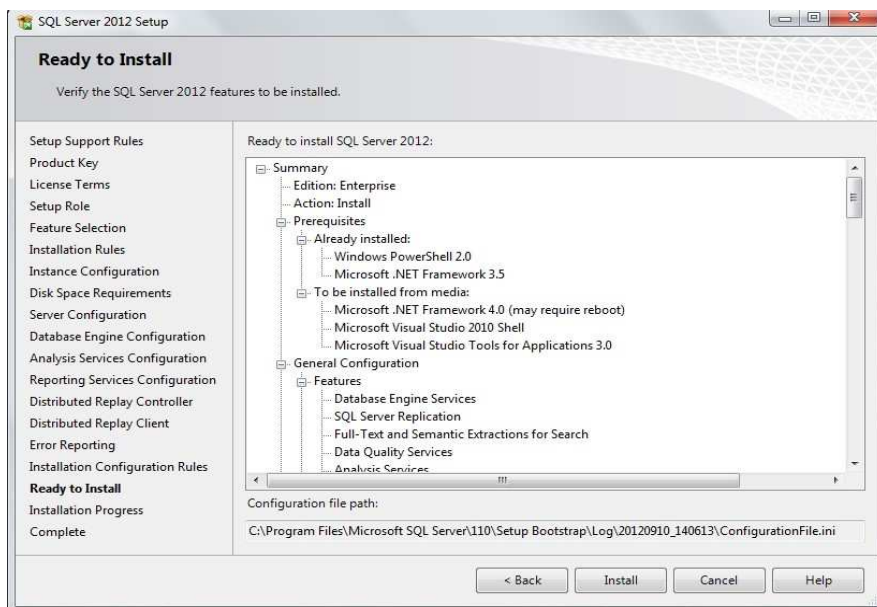 SQL Server 2012 Setup
Ready to Install
Verify the SQL Server 2012 features to be installed.
Setup Support Rules
Product Key
License Terms
Setup Role
Feature Selection
Installation Rules
Instance Configuration
Disk Space Requirements
Server Configuration
Database Engine Configuration
Analysis Services Configuration
Reporting Services Configuration
Distributed Replay Controller
Distributed Replay Client
Error Reporting
Installation Configuration Rules
Ready to Install
Installation Progress
Complete
Ready to install SQL Server 2012:
Summary
Edition: Enterprise
Action: Install
Prerequisites
Already installed:
Windows PowerShell 2.0
Microsoft .NET Framework 3.5
To be installed from media:
Microsoft .NET Framework 4.0 (may require reboot)
Microsoft Visual Studio 2010 Shell
Microsoft Visual Studio Tools for Applications 3.0
General Configuration
Features
Database Engine Services
SQL Server Replication
Full-Text and Semantic Extractions for Search
Data Quality Services
Analysis Services
Configuration file path:
C:\Program Files\Microsoft SQL Server\110\Setup Bootstrap\Log\20120910_140613\ConfigurationFile.ini
< Back
Install
Cancel
Help